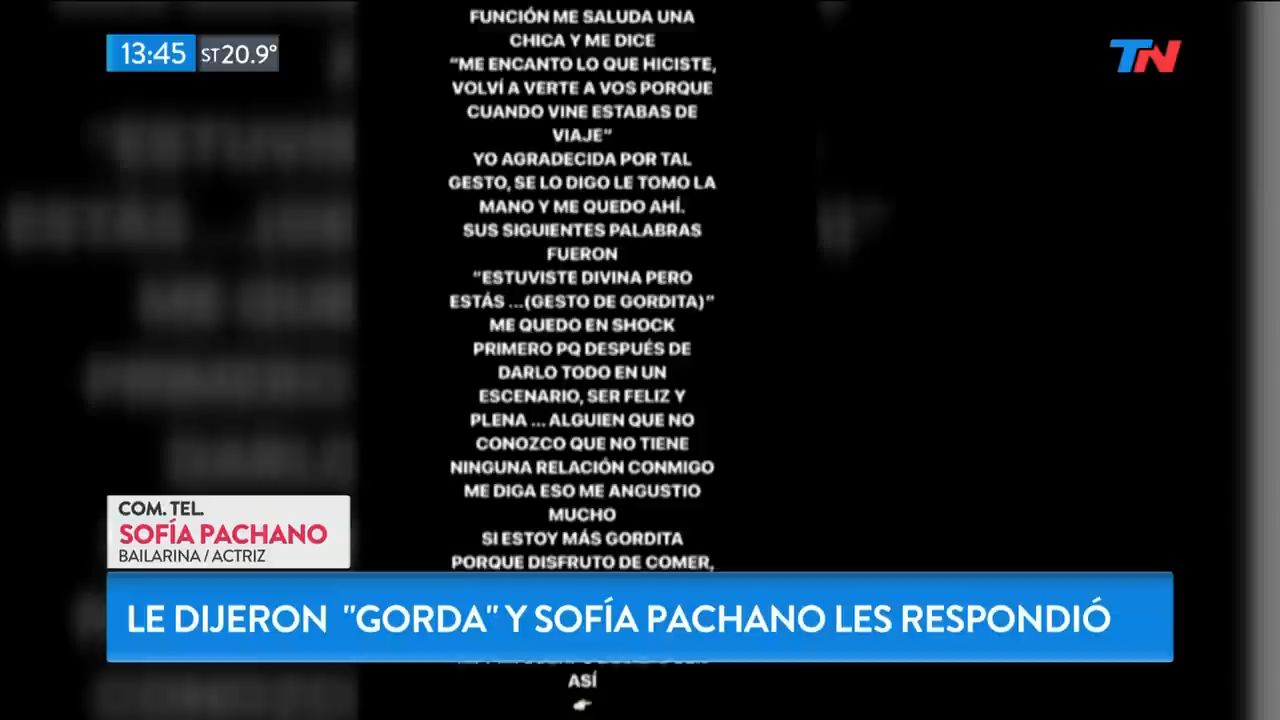 13:45 ST 20.9°
TN
FUNCIÓN ME SALUDA UNA
CHICA Y ME DICE
“ME ENCANTO LO QUE HICISTE,
VOLVÍ A VERTE A VOS PORQUE
CUANDO VINE ESTABAS DE
VIAJE”
YO AGRADECIDA POR TAL
GESTO, SE LO DIGO LE TOMO LA
MANO Y ME QUEDO AHÍ.
SUS SIGUIENTES PALABRAS
FUERON
“ESTUVISTE DIVINA PERO
ESTÁS ...(GESTO DE GORDITA)”
ME QUEDO EN SHOCK
PRIMERO PQ DESPUÉS DE
DARLO TODO EN UN
ESCENARIO, SER FELIZ Y
PLENA ... ALGUIEN QUE NO
CONOZCO QUE NO TIENE
NINGUNA RELACIÓN CONMIGO
ME DIGA ESO ME ANGUSTIO
MUCHO
SI ESTOY MÁS GORDITA
PORQUE DISFRUTO DE COMER,
ASÍ
COM. TEL.
SOFÍA PACHANO
BAILARINA / ACTRIZ
LE DIJERON "GORDA" Y SOFÍA PACHANO LES RESPONDIÓ